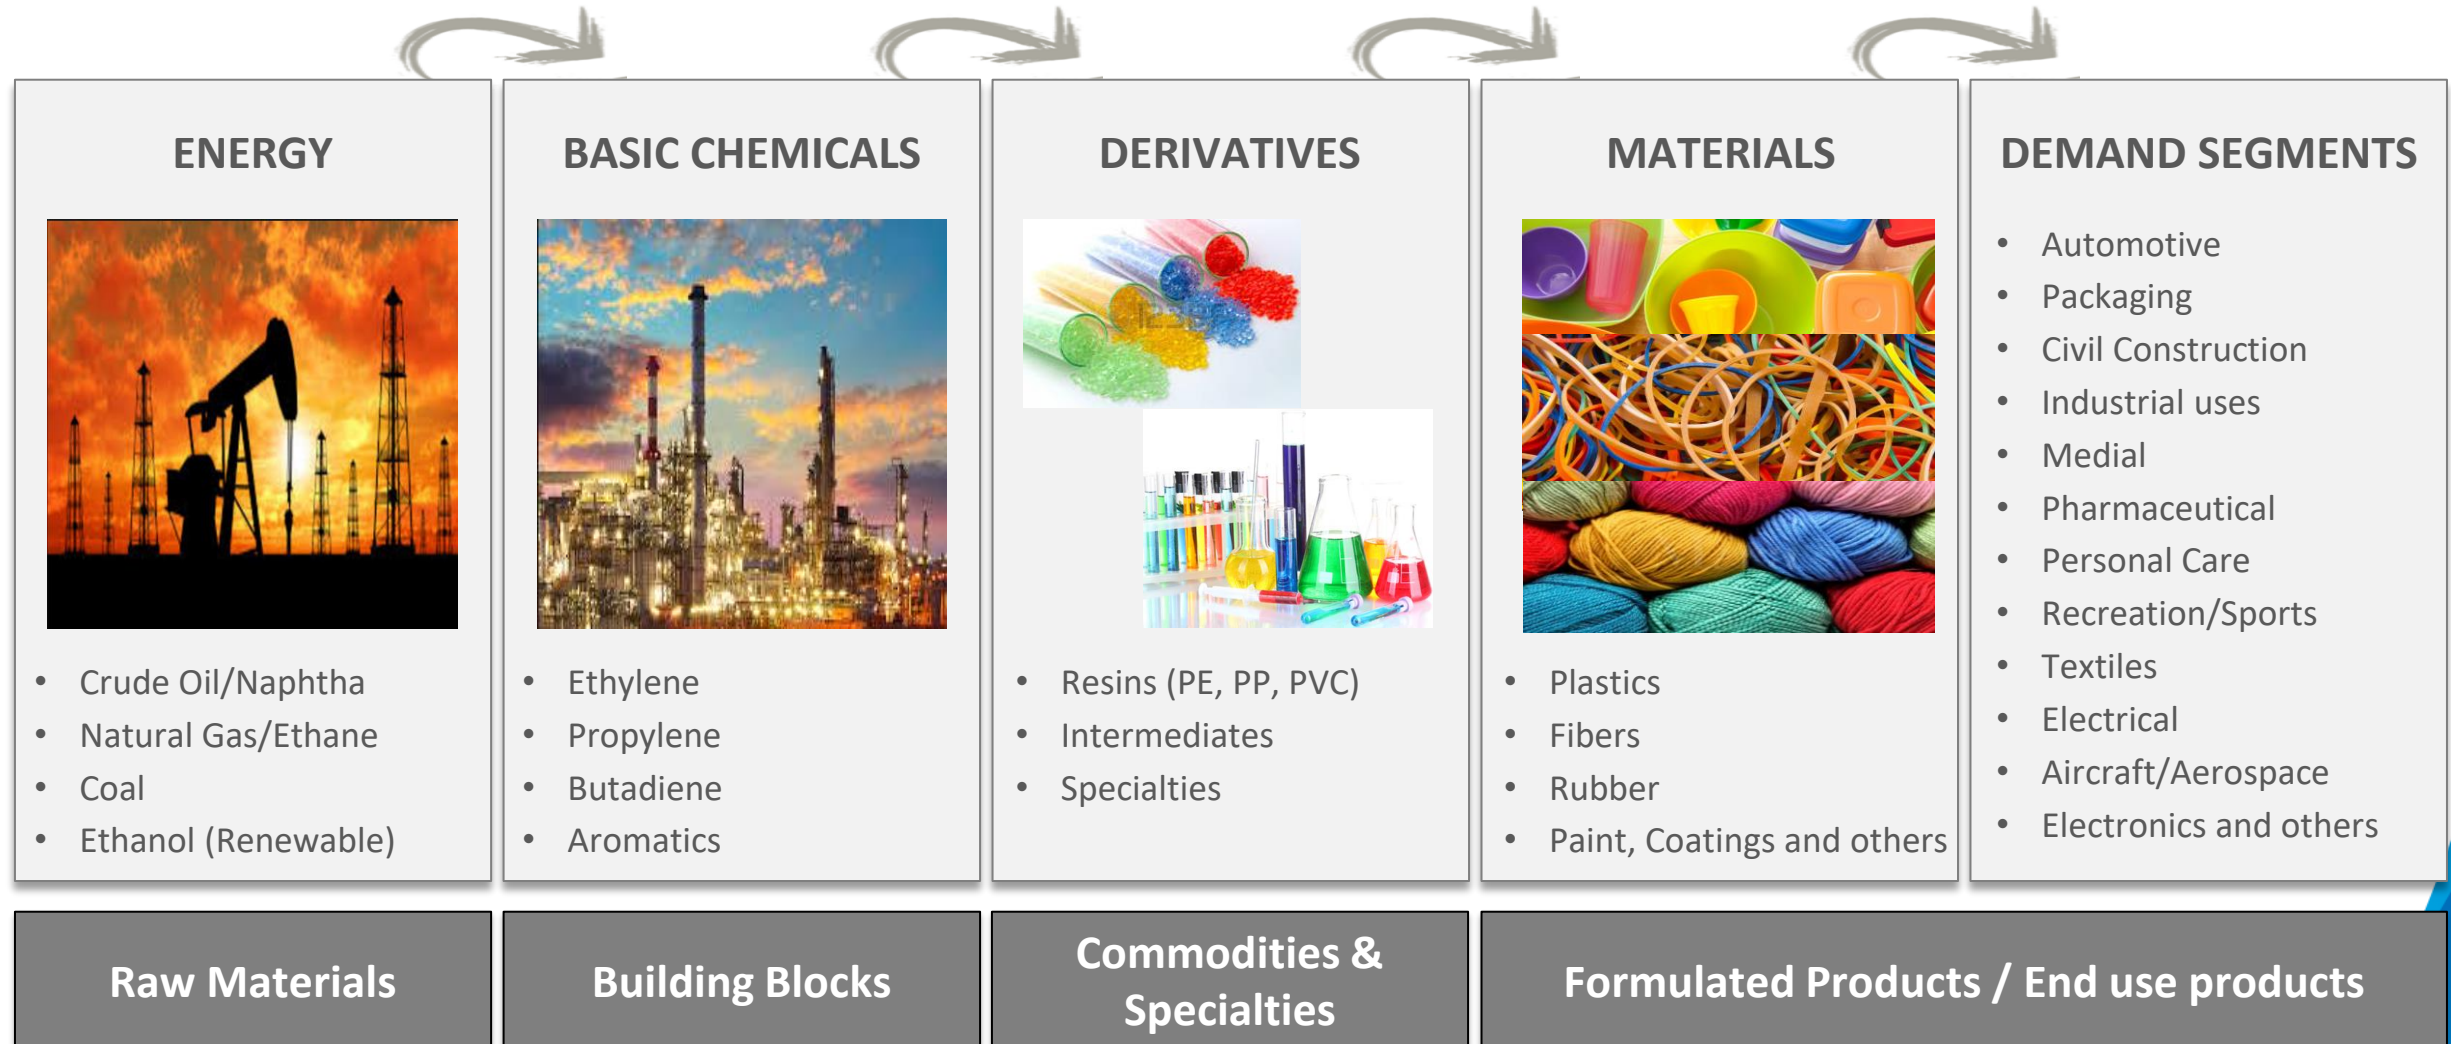 ENERGY
• Crude Oil/Naphtha
• Natural Gas/Ethane
• Coal
• Ethanol (Renewable)
Raw Materials
BASIC CHEMICALS
• Ethylene
• Propylene
• Butadiene
• Aromatics
Building Blocks
DERIVATIVES
• Resins (PE, PP, PVC)
• Intermediates
• Specialties
Commodities &
Specialties
MATERIALS
• Plastics
• Fibers
• Rubber
• Paint, Coatings and others
DEMAND SEGMENTS
• Automotive
• Packaging
• Civil Construction
• Industrial uses
• Medial
• Pharmaceutical
• Personal Care
• Recreation/Sports
• Textiles
• Electrical
• Aircraft/Aerospace
• Electronics and others
Formulated Products / End use products